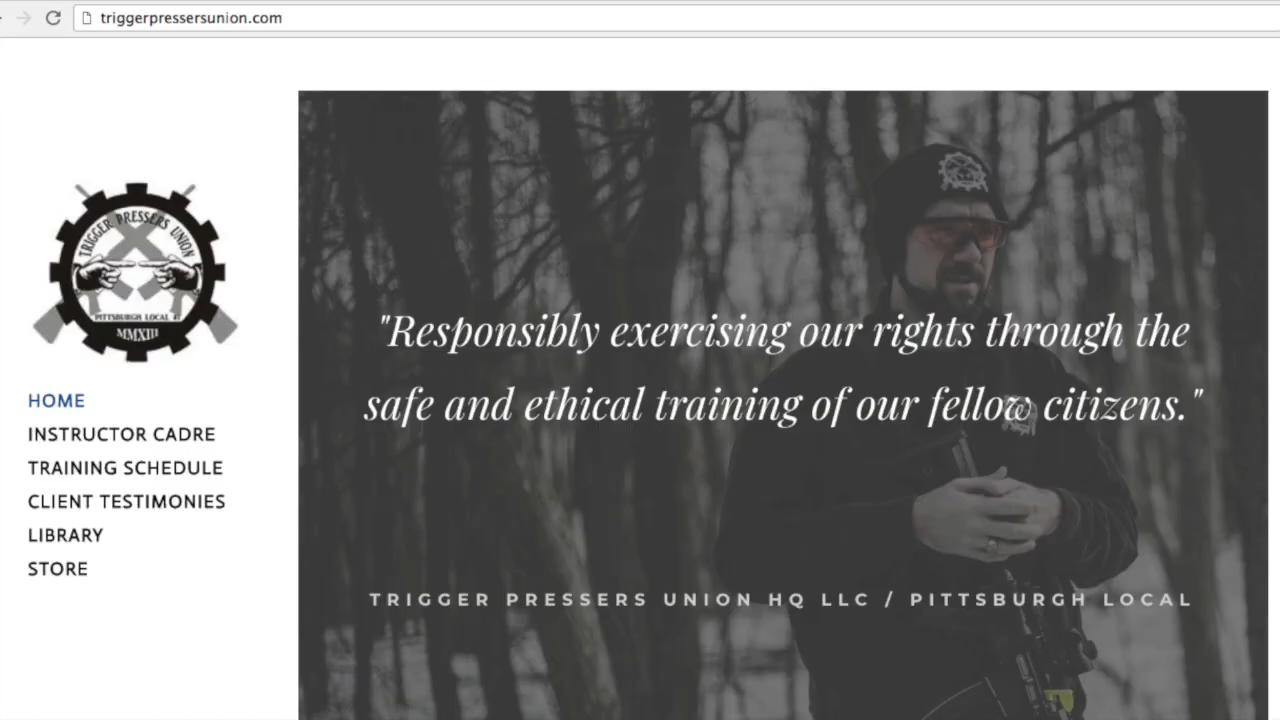 triggerpressersunion.com
TRIGGER PRESSERS UNION
PITTSBURGH LOCAL #1
MMXIII
HOME
INSTRUCTOR CADRE
TRAINING SCHEDULE
CLIENT TESTIMONIES
LIBRARY
STORE
"Responsibly exercising our rights through the
safe and ethical training of our fellow citizens."
TRIGGER PRESSERS UNION HQ LLC / PITTSBURGH LOCAL